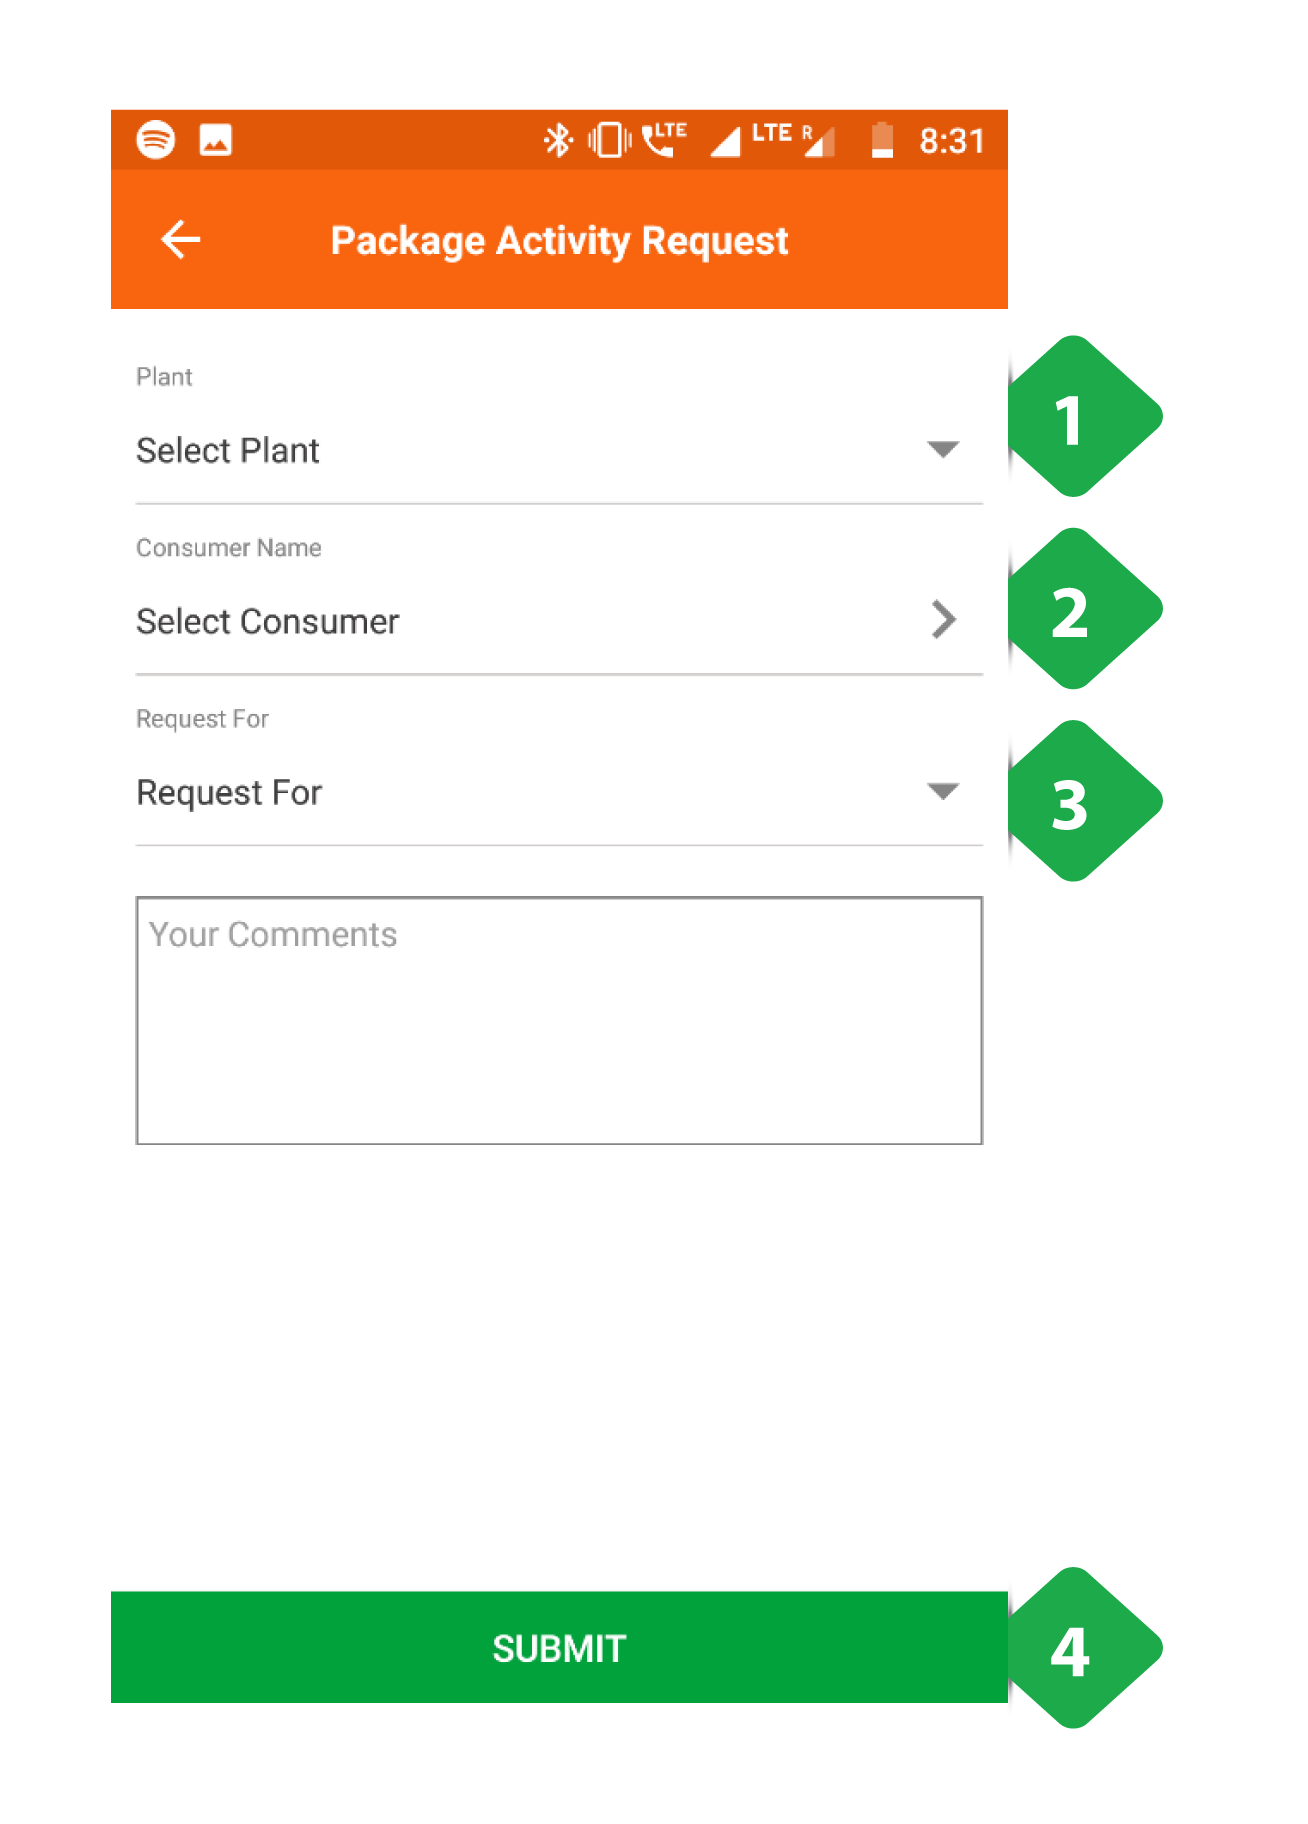 LTE LTE R 8:31
Package Activity Request
Plant
1
Select Plant
Consumer Name
2
Select Consumer
Request For
3
Request For
Your Comments
SUBMIT
4